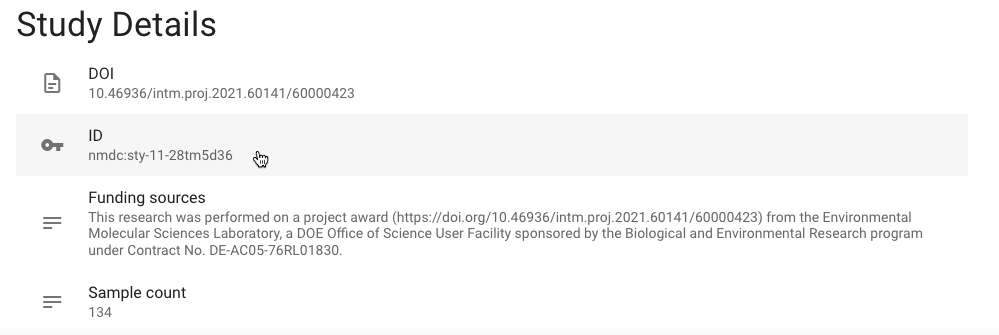 Study Details
DOI
10.46936/intm.proj.2021.60141/60000423
ID
nmdc:sty-11-28tm5d36
Funding sources
This research was performed on a project award (https://doi.org/10.46936/intm.proj.2021.60141/60000423) from the Environmental
Molecular Sciences Laboratory, a DOE Office of Science User Facility sponsored by the Biological and Environmental Research program
under Contract No. DE-AC05-76RL01830.
Sample count
134